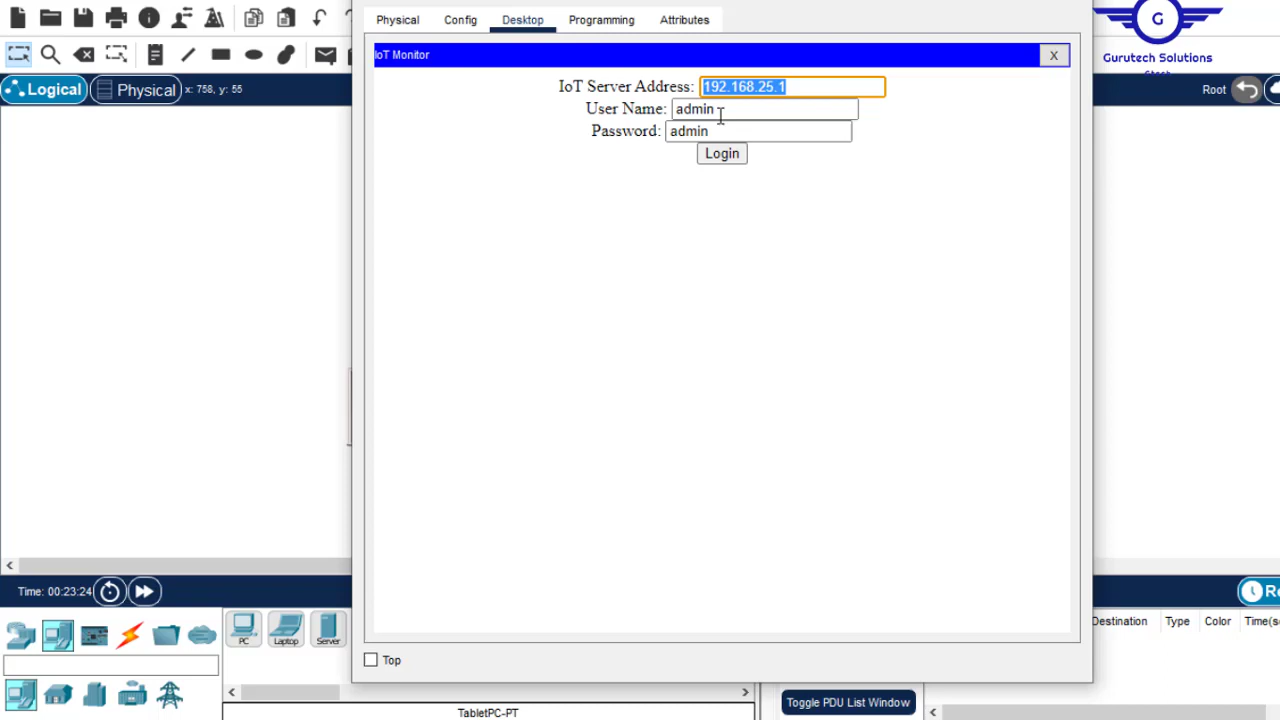 Physical Config Desktop Programming Attributes
G
Gurutech Solutions
IoT Monitor X
IoT Server Address: 192.168.25.1
User Name: admin
Password: admin
Login
Logical Physical x: 758, y: 55
Root
Time: 00:23:24
PC Laptop Server
Destination Type Color Time(s
Top
Toggle PDU List Window
TabletPC-PT